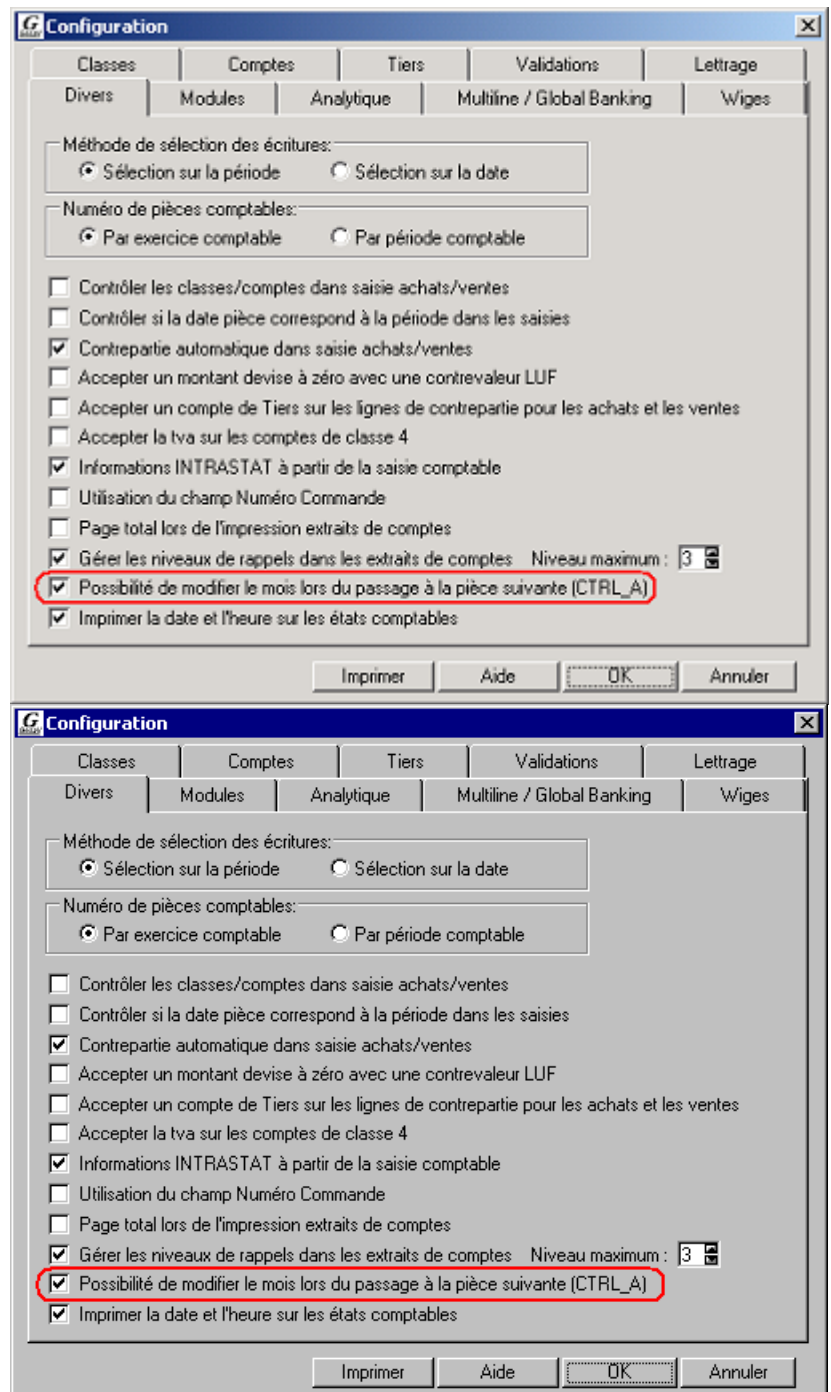 Configuration
Classes Comptes Tiers Validations Lettrage
Divers Modules Analytique Multiline / Global Banking Wiges
Méthode de sélection des écritures:
Sélection sur la période Sélection sur la date
Numéro de pièces comptables:
Par exercice comptable Par période comptable
Contrôler les classes/comptes dans saisie achats/ventes
Contrôler si la date pièce correspond à la période dans les saisies
Contrepartie automatique dans saisie achats/ventes
Accepter un montant devise à zéro avec une contrevaleur LUF
Accepter un compte de Tiers sur les lignes de contrepartie pour les achats et les ventes
Accepter la tva sur les comptes de classe 4
Informations INTRASTAT à partir de la saisie comptable
Utilisation du champ Numéro Commande
Page total lors de l'impression extraits de comptes
Gérer les niveaux de rappels dans les extraits de comptes Niveau maximum : 3
Possibilité de modifier le mois lors du passage à la pièce suivante (CTRL_A)
Imprimer la date et l'heure sur les états comptables
Imprimer Aide OK Annuler
Configuration
Classes Comptes Tiers Validations Lettrage
Divers Modules Analytique Multiline / Global Banking Wiges
Méthode de sélection des écritures:
Sélection sur la période Sélection sur la date
Numéro de pièces comptables:
Par exercice comptable Par période comptable
Contrôler les classes/comptes dans saisie achats/ventes
Contrôler si la date pièce correspond à la période dans les saisies
Contrepartie automatique dans saisie achats/ventes
Accepter un montant devise à zéro avec une contrevaleur LUF
Accepter un compte de Tiers sur les lignes de contrepartie pour les achats et les ventes
Accepter la tva sur les comptes de classe 4
Informations INTRASTAT à partir de la saisie comptable
Utilisation du champ Numéro Commande
Page total lors de l'impression extraits de comptes
Gérer les niveaux de rappels dans les extraits de comptes Niveau maximum : 3
Possibilité de modifier le mois lors du passage à la pièce suivante (CTRL_A)
Imprimer la date et l'heure sur les états comptables
Imprimer Aide OK Annuler